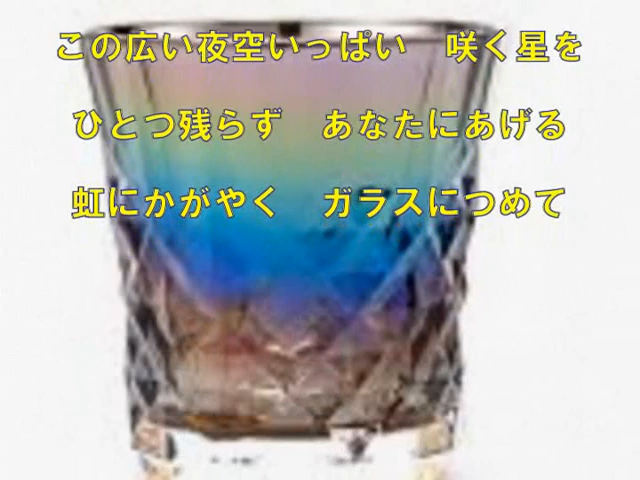 この広い夜空いっぱい　咲く星を
ひとつ残らず　あなたにあげる
虹にかがやく　ガラスにつめて